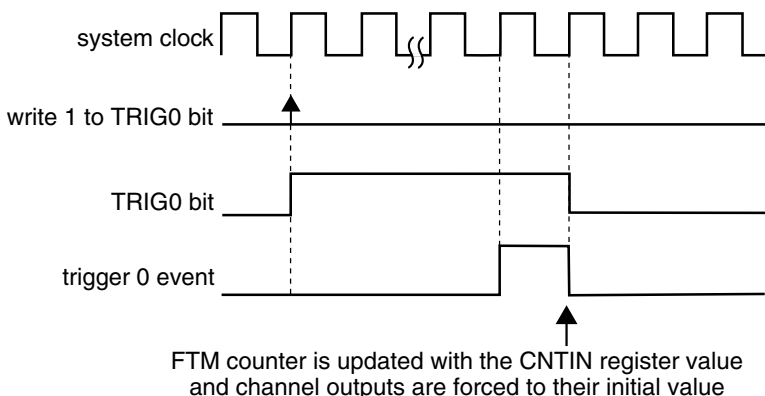 system clock
write 1 to TRIG0 bit
TRIG0 bit
trigger 0 event
FTM counter is updated with the CNTIN register value
and channel outputs are forced to their initial value